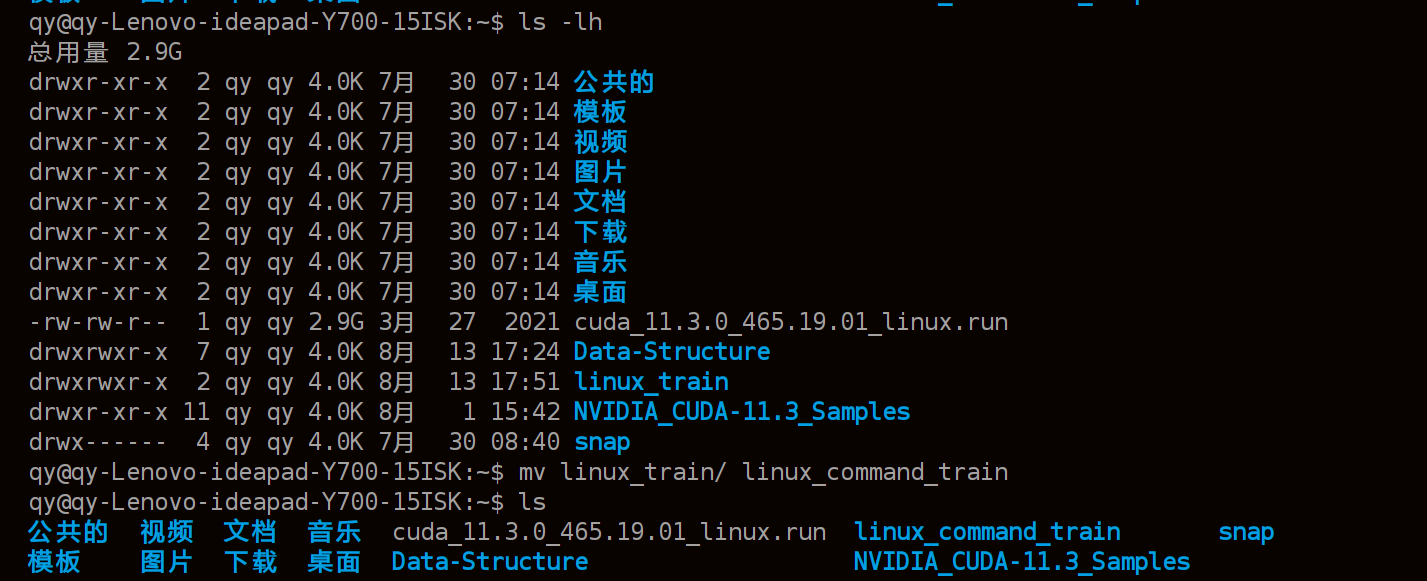 qy@qy-Lenovo-ideapad-Y700-15ISK:~$ ls -lh
总用量 2.9G
drwxr-xr-x  2 qy qy 4.0K 7月   30 07:14 公共的
drwxr-xr-x  2 qy qy 4.0K 7月   30 07:14 模板
drwxr-xr-x  2 qy qy 4.0K 7月   30 07:14 视频
drwxr-xr-x  2 qy qy 4.0K 7月   30 07:14 图片
drwxr-xr-x  2 qy qy 4.0K 7月   30 07:14 文档
drwxr-xr-x  2 qy qy 4.0K 7月   30 07:14 下载
drwxr-xr-x  2 qy qy 4.0K 7月   30 07:14 音乐
drwxr-xr-x  2 qy qy 4.0K 7月   30 07:14 桌面
-rw-rw-r--  1 qy qy 2.9G 3月   27  2021 cuda_11.3.0_465.19.01_linux.run
drwxrwxr-x  7 qy qy 4.0K 8月   13 17:24 Data-Structure
drwxrwxr-x  2 qy qy 4.0K 8月   13 17:51 linux_train
drwxr-xr-x 11 qy qy 4.0K 8月    1 15:42 NVIDIA_CUDA-11.3_Samples
drwx------  4 qy qy 4.0K 7月   30 08:40 snap
qy@qy-Lenovo-ideapad-Y700-15ISK:~$ mv linux_train/ linux_command_train
qy@qy-Lenovo-ideapad-Y700-15ISK:~$ ls
公共的  视频  文档  音乐  cuda_11.3.0_465.19.01_linux.run  linux_command_train       snap
模板    图片  下载  桌面  Data-Structure                   NVIDIA_CUDA-11.3_Samples